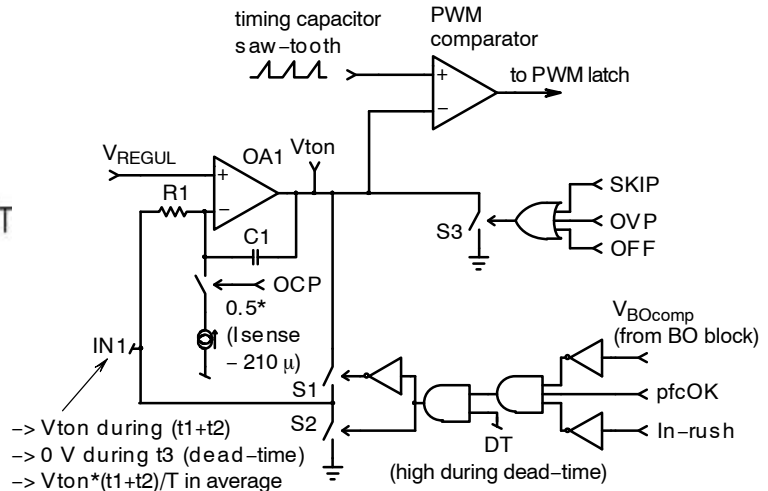 timing capacitor
saw-tooth
PWM
comparator
to PWM latch
+
−
VREGUL
OA1
Vton
+
R1
−
C1
T
S3
SKIP
OVP
OFF
OCP
0.5*
(Isense
− 210 µ)
IN1
VBOcomp
(from BO block)
S1
pfcOK
S2
In−rush
DT
(high during dead−time)
−> Vton during (t1+t2)
−> 0 V during t3 (dead−time)
−> Vton*(t1+t2)/T in average